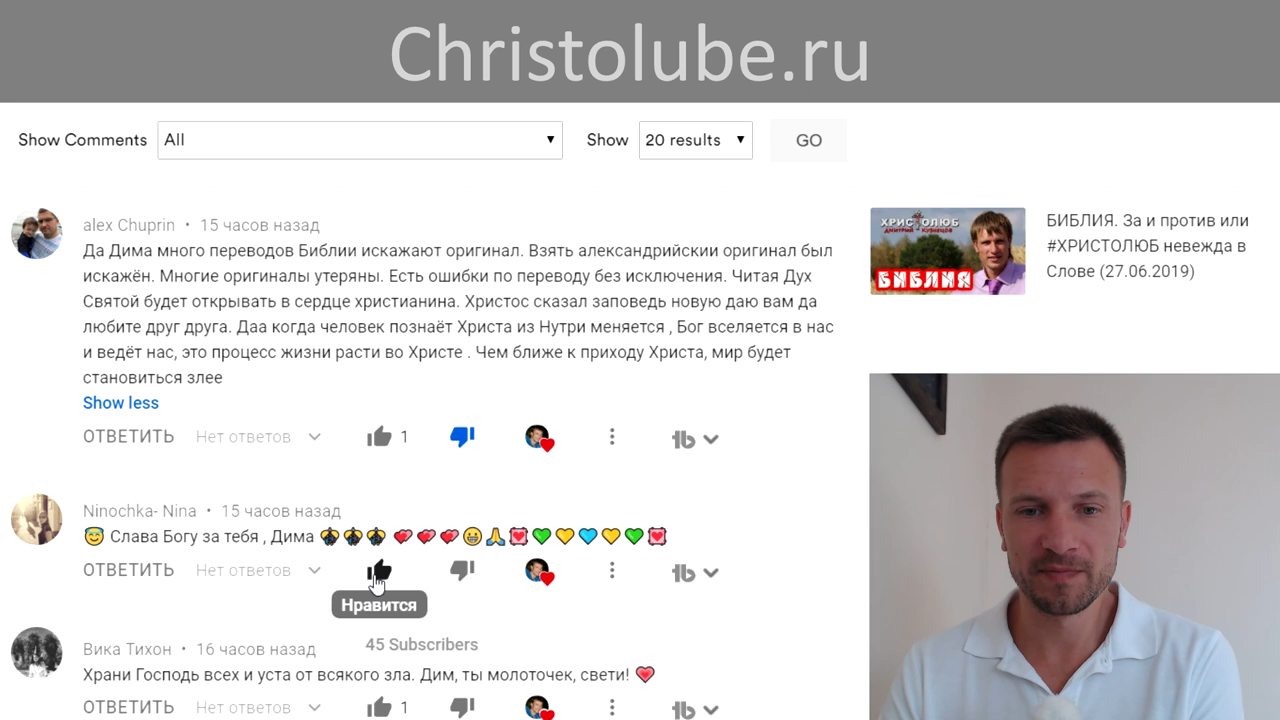 Christolube.ru
Show Comments All Show 20 results GO
alex Chuprin • 15 часов назад
Да Дима много переводов Библии искажают оригинал. Взять александрийскии оригинал был
искажён. Многие оригиналы утеряны. Есть ошибки по переводу без исключения. Читая Дух
Святой будет открывать в сердце христианина. Христос сказал заповедь новую даю вам да
любите друг друга. Даа когда человек познаёт Христа из Нутри меняется , Бог вселяется в нас
и ведёт нас, это процесс жизни расти во Христе . Чем ближе к приходу Христа, мир будет
становиться злее
Show less
ОТВЕТИТЬ Нет ответов 1
Ninochka- Nina • 15 часов назад
😇 Слава Богу за тебя , Дима
ОТВЕТИТЬ Нет ответов
Нравится
Вика Тихон • 16 часов назад 45 Subscribers
Храни Господь всех и уста от всякого зла. Дим, ты молоточек, свети!
ОТВЕТИТЬ Нет ответов 1
ХРИСТОЛЮБ
ДМИТРИЙ КУЗНЕЦОВ
БИБЛИЯ
БИБЛИЯ. За и против или
#ХРИСТОЛЮБ невежда в
Слове (27.06.2019)